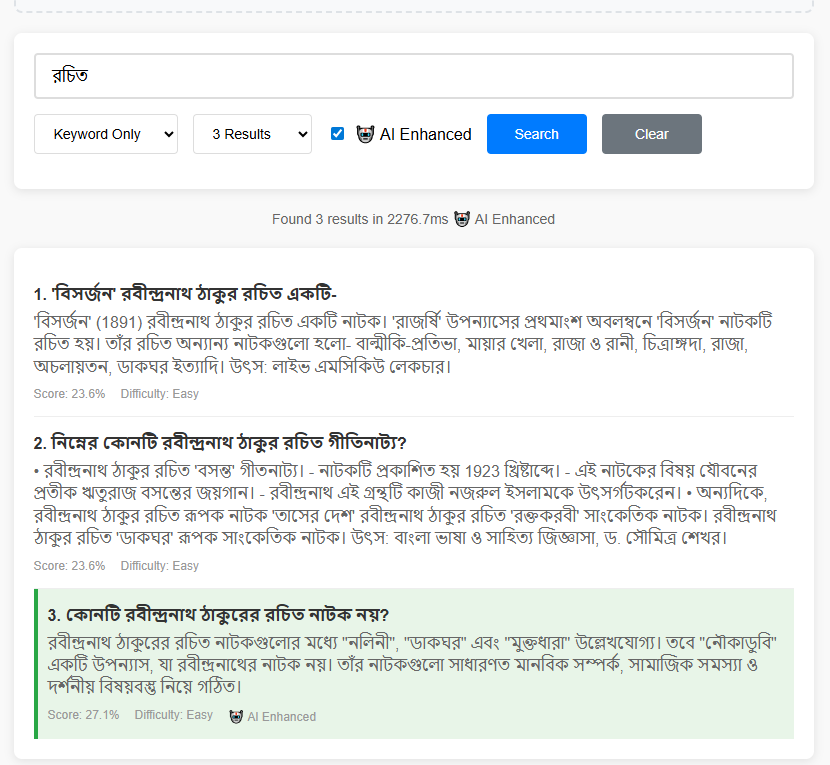 রচিত
Keyword Only 3 Results AI Enhanced Search Clear
Found 3 results in 2276.7ms AI Enhanced
1. 'বিসর্জন' রবীন্দ্রনাথ ঠাকুর রচিত একটি-
'বিসর্জন' (1891) রবীন্দ্রনাথ ঠাকুর রচিত একটি নাটক। 'রাজর্ষি' উপন্যাসের প্রথমাংশ অবলম্বনে 'বিসর্জন' নাটকটি
রচিত হয়। তাঁর রচিত অন্যান্য নাটকগুলো হলো- বাল্মীকি-প্রতিভা, মায়ার খেলা, রাজা ও রানী, চিত্রাঙ্গদা, রাজা,
অচলায়তন, ডাকঘর ইত্যাদি। উৎস: লাইভ এমসিকিউ লেকচার।
Score: 23.6% Difficulty: Easy
2. নিম্নের কোনটি রবীন্দ্রনাথ ঠাকুর রচিত গীতিনাট্য?
• রবীন্দ্রনাথ ঠাকুর রচিত 'বসন্ত' গীতনাট্য। - নাটকটি প্রকাশিত হয় 1923 খ্রিষ্টাব্দে। - এই নাটকের বিষয় যৌবনের
প্রতীক ঋতুরাজ বসন্তের জয়গান। - রবীন্দ্রনাথ এই গ্রন্থটি কাজী নজরুল ইসলামকে উৎসর্গটকরেন। • অন্যদিকে,
রবীন্দ্রনাথ ঠাকুর রচিত রূপক নাটক 'তাসের দেশ' রবীন্দ্রনাথ ঠাকুর রচিত 'রক্তকরবী' সাংকেতিক নাটক। রবীন্দ্রনাথ
ঠাকুর রচিত 'ডাকঘর' রূপক সাংকেতিক নাটক। উৎস: বাংলা ভাষা ও সাহিত্য জিজ্ঞাসা, ড. সৌমিত্র শেখর।
Score: 23.6% Difficulty: Easy
3. কোনটি রবীন্দ্রনাথ ঠাকুরের রচিত নাটক নয়?
রবীন্দ্রনাথ ঠাকুরের রচিত নাটকগুলোর মধ্যে "নলিনী", "ডাকঘর" এবং "মুক্তধারা" উল্লেখযোগ্য। তবে "নৌকাডুবি"
একটি উপন্যাস, যা রবীন্দ্রনাথের নাটক নয়। তাঁর নাটকগুলো সাধারণত মানবিক সম্পর্ক, সামাজিক সমস্যা ও
দর্শনীয় বিষয়বস্তু নিয়ে গঠিত।
Score: 27.1% Difficulty: Easy AI Enhanced